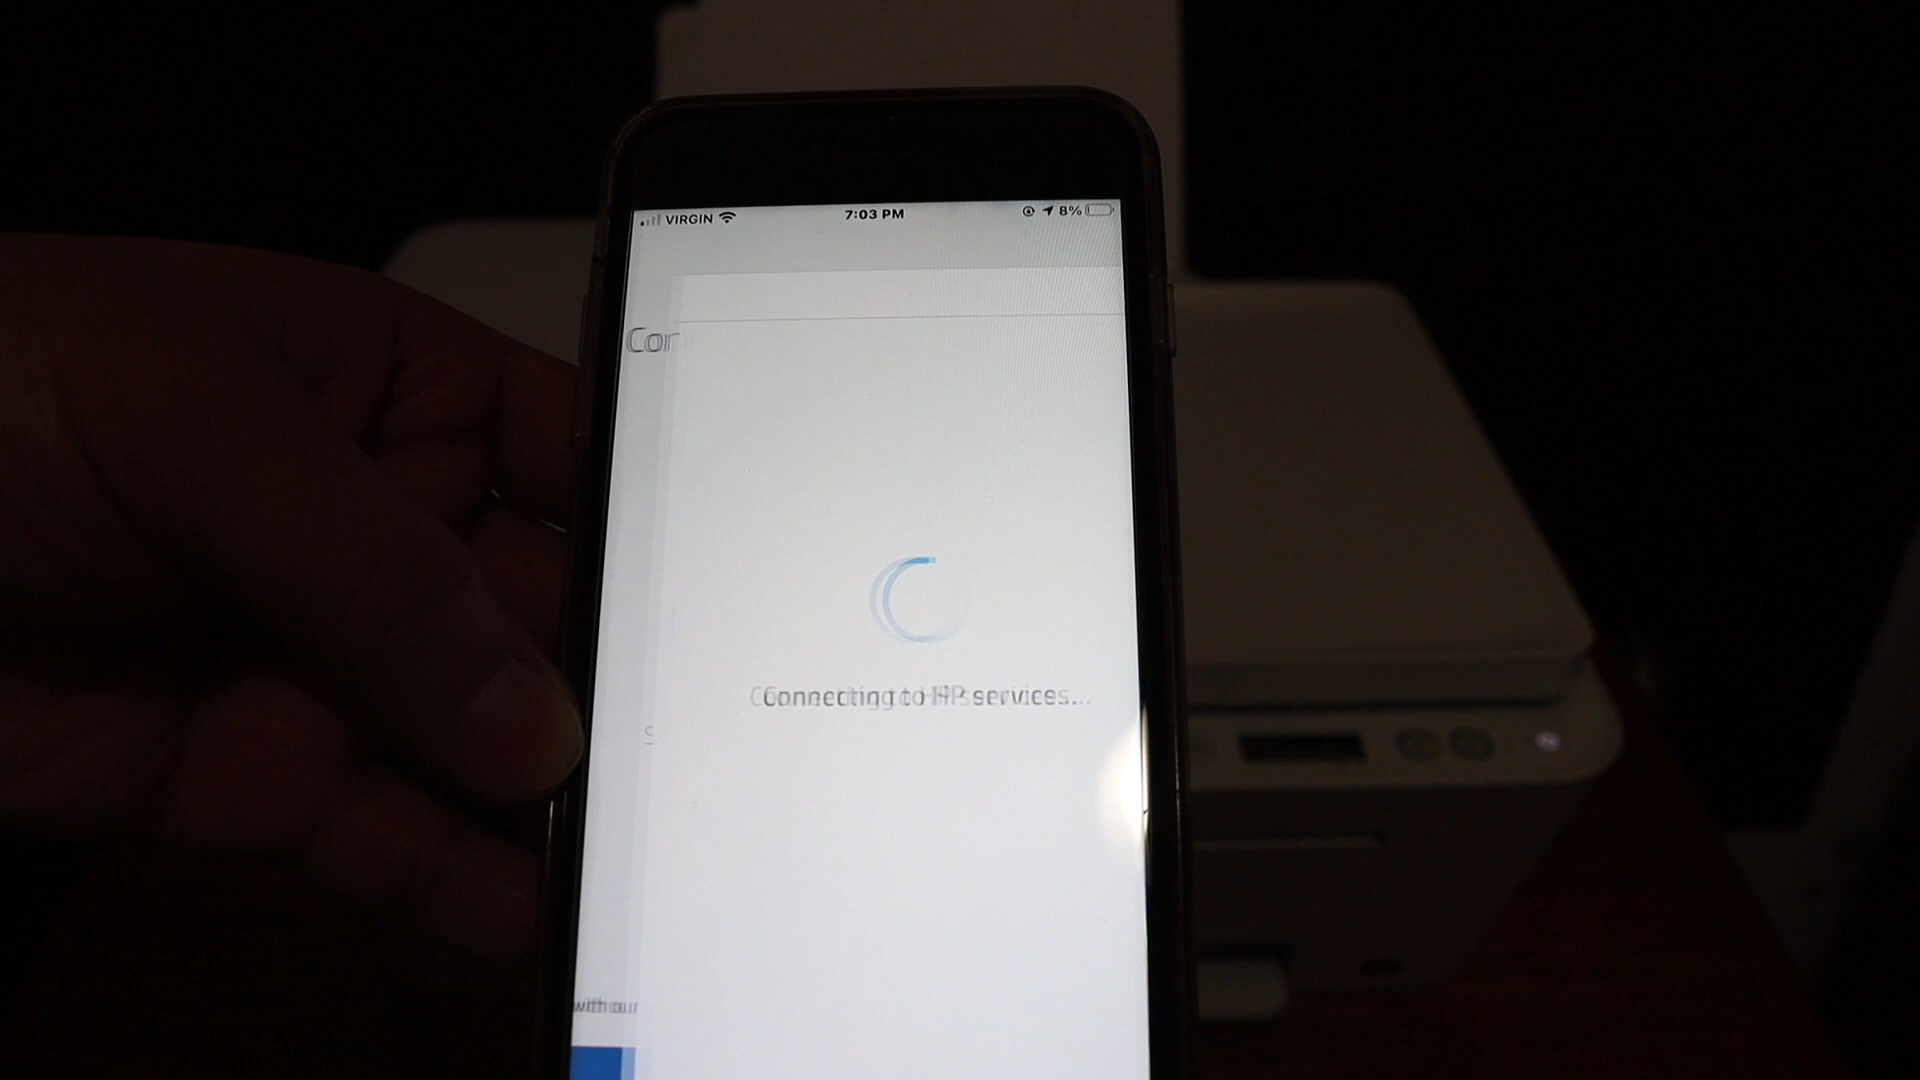 VIRGIN
7:03 PM
8%
Con
Connecting to HP services...
S
with our